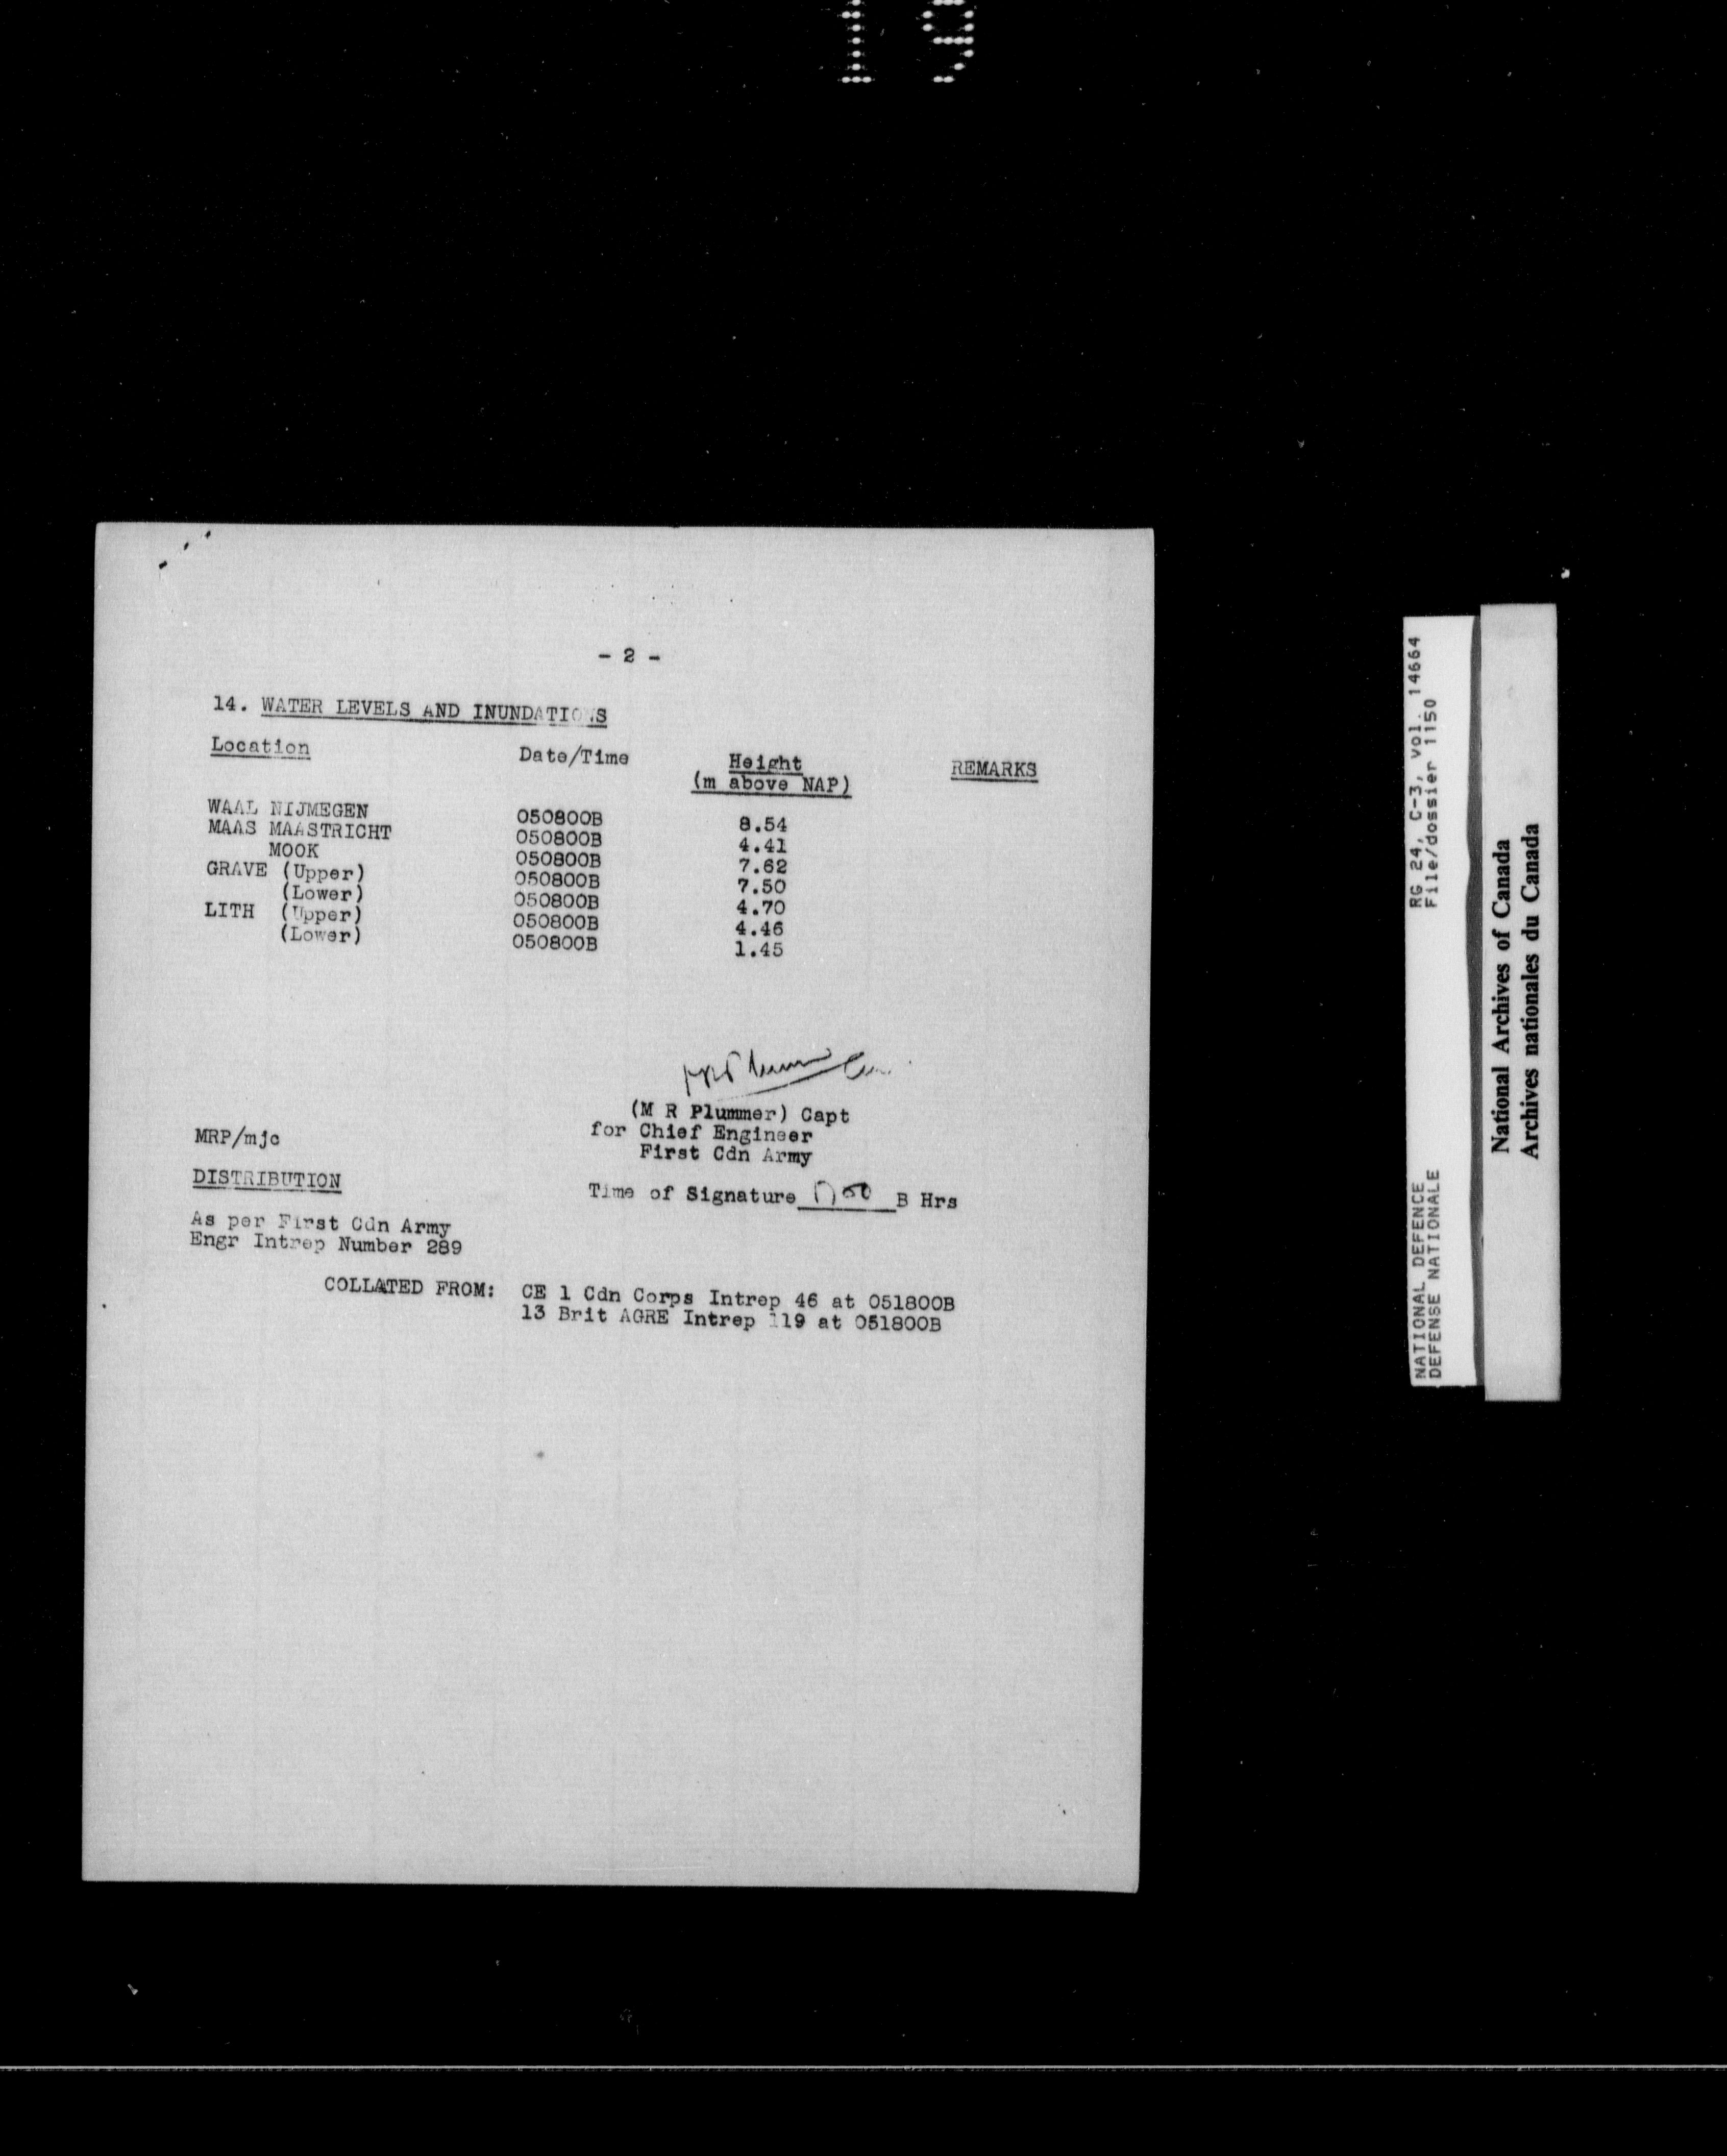 19
- 2 -
14. WATER LEVELS AND INUNDATIONS
Location Date/Time Height REMARKS
(m above NAP)
WAAL NIJMEGEN 050800B 8.54
MAAS MAASTRICHT 050800B 4.41
MOOK 050800B 7.62
GRAVE (Upper) 050800B 7.50
(Lower) 050800B 4.70
LITH (Upper) 050800B 4.46
(Lower) 050800B 1.45
(M R Plummer) Capt
for Chief Engineer
First Cdn Army
MRP/mjc
DISTRIBUTION
Time of Signature B Hrs
As per First Cdn Army
Engr Intrep Number 289
COLLATED FROM: CE 1 Cdn Corps Intrep 46 at 051800B
13 Brit AGRE Intrep 119 at 051800B
RG 24, C-3, vol. 14664
File/dossier 1150
NATIONAL DEFENCE
DEFENSE NATIONALE
National Archives of Canada
Archives nationales du Canada